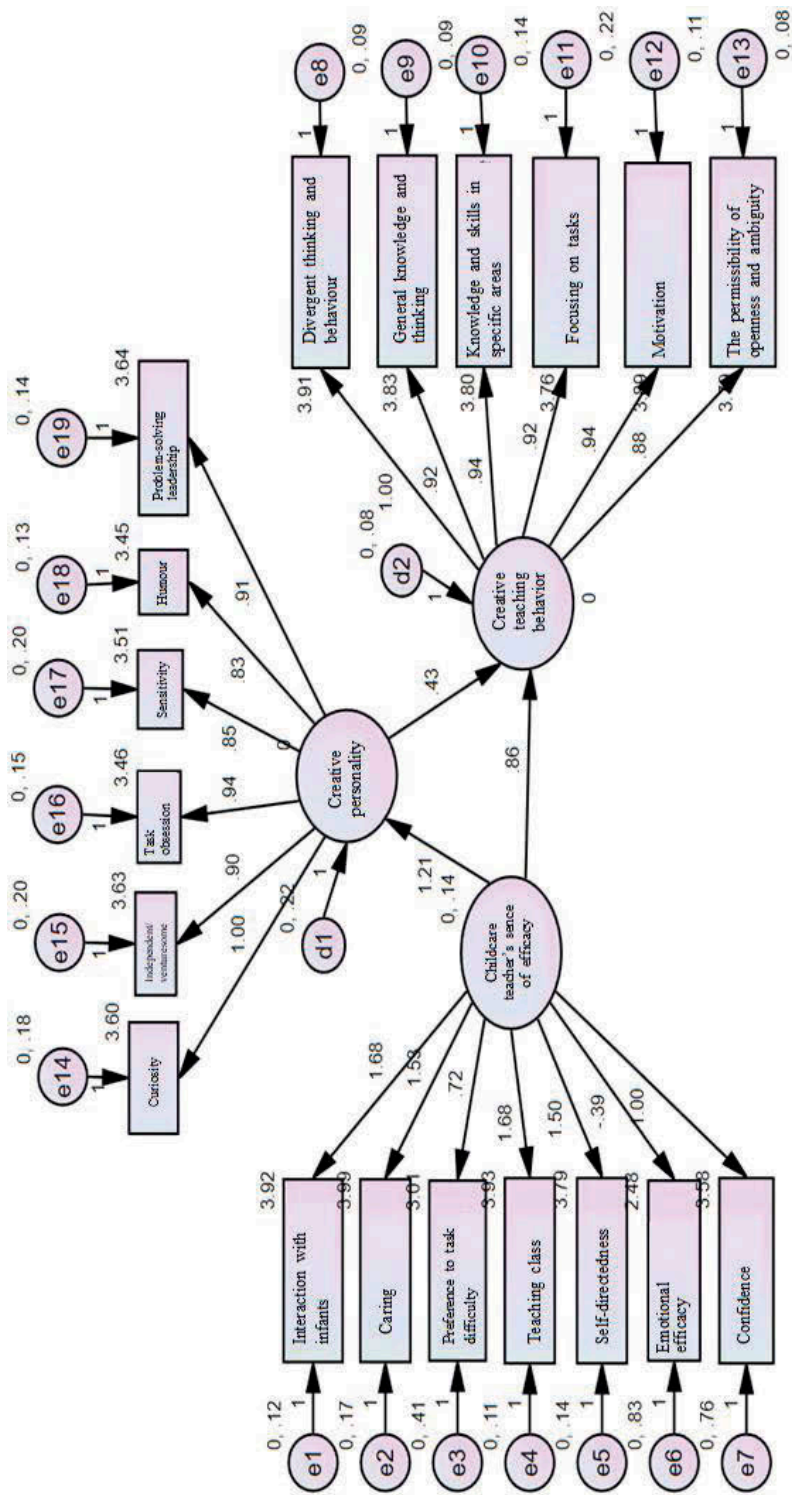 0, .18
e14
1
3.60
Curiosity
0, .20
e15
1
3.63
Independent/
venturesome
0, .15
e16
1
3.46
Task
obsession
0, .20
e17
1
3.51
Sensitivity
0, .13
e18
1
3.45
Humour
0, .14
e19
1
3.64
Problem-solving
leadership
1.00
.90
.94
.85
.83
.91
0
Creative
personality
0, .22
d1
1
1.21
.43
0, .12
e1
1
3.92
Interaction with
infants
0, .17
e2
1
3.99
Caring
0, .41
e3
1
3.01
Preference to task
difficulty
0, .11
e4
1
3.93
Teaching class
0, .14
e5
1
3.79
Self-directedness
0, .83
e6
1
2.48
Emotional
efficacy
0, .76
e7
1
3.58
Confidence
1.68
1.53
.72
1.68
1.50
-.39
1.00
0, .14
Childcare
teacher's sence
of efficacy
.86
0, .08
d2
1
Creative
teaching
behavior
0
1.00
.92
.94
.92
.94
.88
3.91
Divergent thinking and
behaviour
1
e8
0, .09
3.83
General knowledge and
thinking
1
e9
0, .09
3.80
Knowledge and skills in
specific areas
1
e10
0, .14
3.76
Focusing on tasks
1
e11
0, .22
Motivation
1
e12
0, .11
The permissibility of
openness and ambiguity
1
e13
0, .08